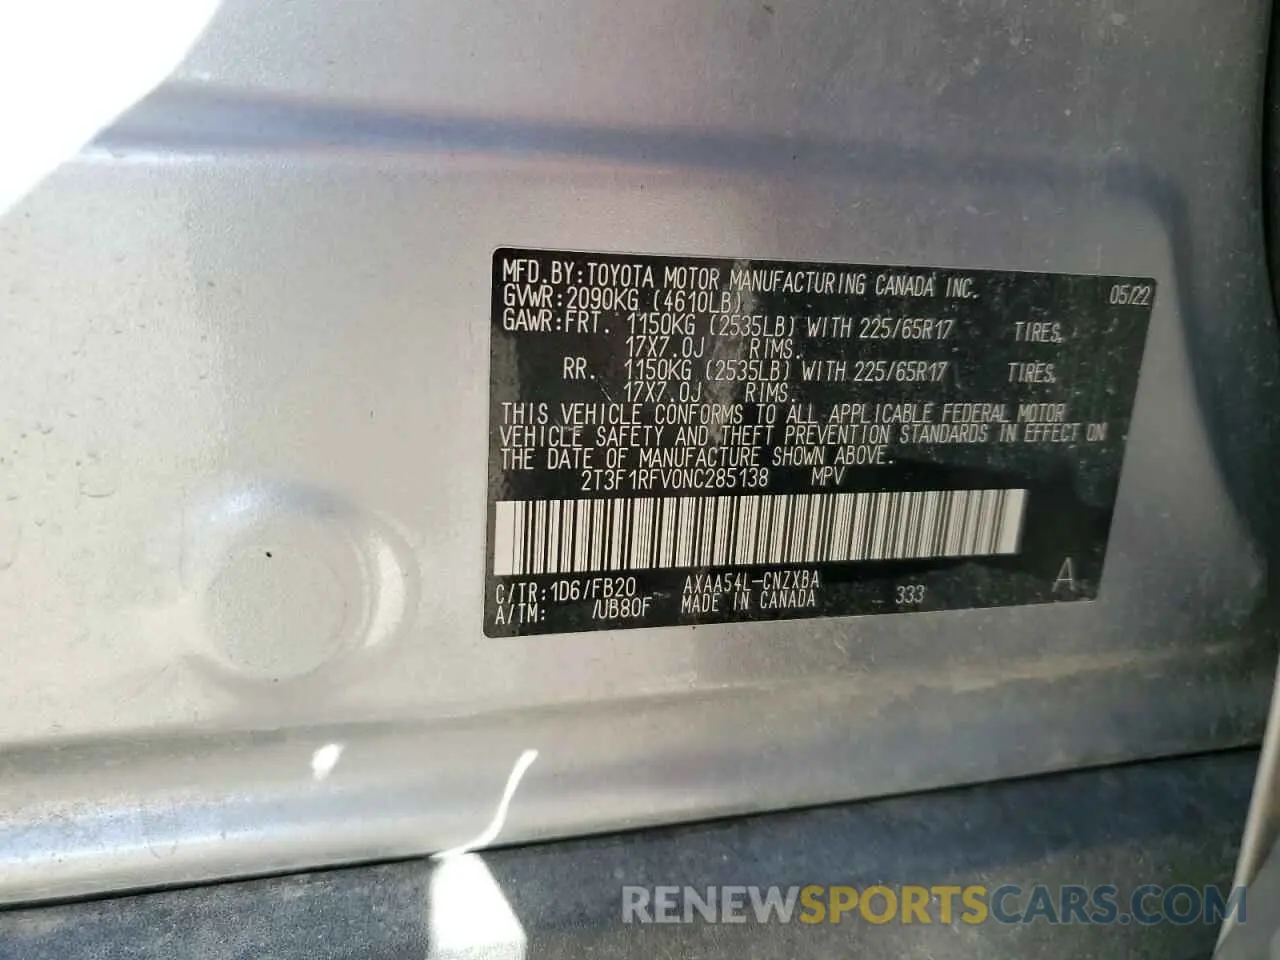 MFD.BY:TOYOTA MOTOR MANUFACTURING CANADA INC. 05/22
GVWR:2090KG (4610LB)
GAWR:FRT. 1150KG (2535LB) WITH 225/65R17 TIRES,
17X7.0J RIMS.
RR. 1150KG (2535LB) WITH 225/65R17 TIRES,
17X7.0J RIMS.
THIS VEHICLE CONFORMS TO ALL APPLICABLE FEDERAL MOTOR
VEHICLE SAFETY AND THEFT PREVENTION STANDARDS IN EFFECT ON
THE DATE OF MANUFACTURE SHOWN ABOVE.
2T3F1RFV0NC285138 MPV
C/TR:1D6/FB20 AXAA54L-CNZXBA A
A/TM: /UB80F MADE IN CANADA 333
RENEWSPORTSCARS.COM